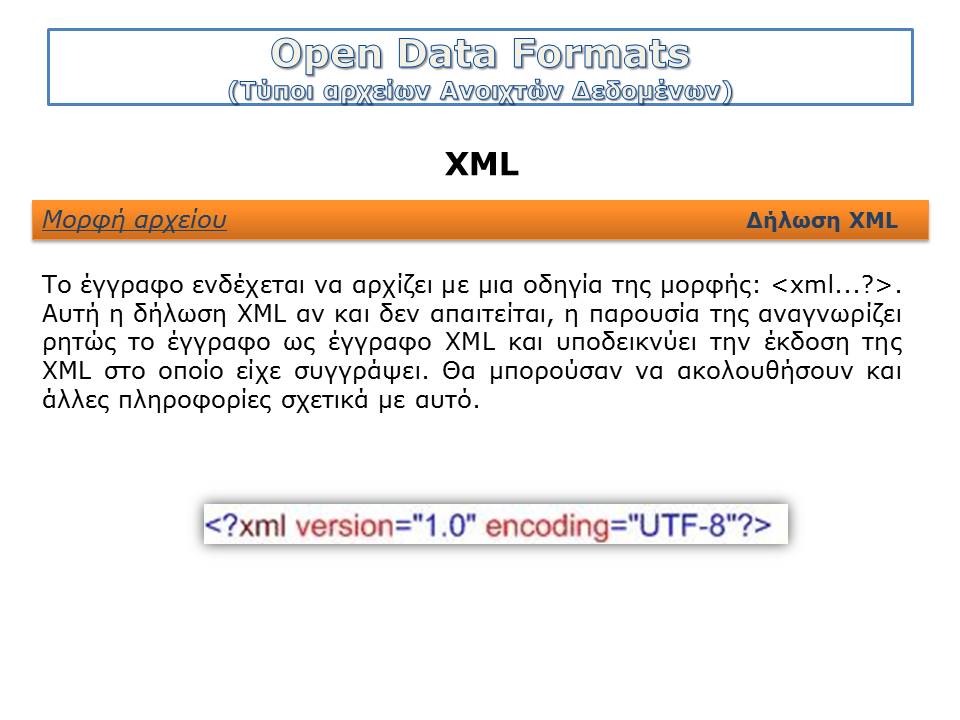 Open Data Formats
(Τύποι αρχείων Ανοιχτών Δεδομένων)
XML
Μορφή αρχείου Δήλωση XML
Το έγγραφο ενδέχεται να αρχίζει με μια οδηγία της μορφής: <xml...?>.
Αυτή η δήλωση XML αν και δεν απαιτείται, η παρουσία της αναγνωρίζει
ρητώς το έγγραφο ως έγγραφο XML και υποδεικνύει την έκδοση της
XML στο οποίο είχε συγγράψει. Θα μπορούσαν να ακολουθήσουν και
άλλες πληροφορίες σχετικά με αυτό.
<?xml version="1.0" encoding="UTF-8"?>